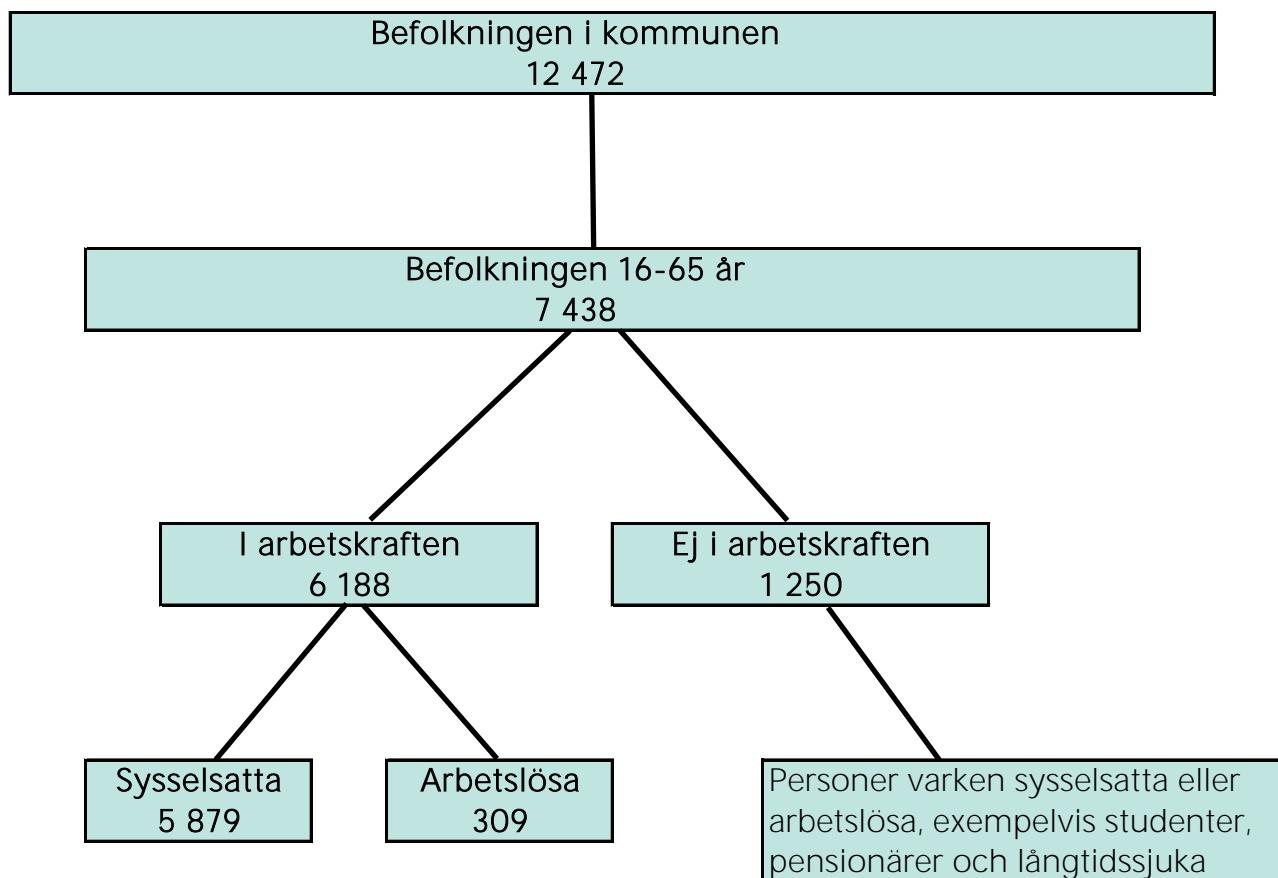 Befolkningen i kommunen
12 472
Befolkningen 16-65 år
7 438
I arbetskraften
6 188
Ej i arbetskraften
1 250
Sysselsatta
5 879
Arbetslösa
309
Personer varken sysselsatta eller
arbetslösa, exempelvis studenter,
pensionärer och långtidssjuka